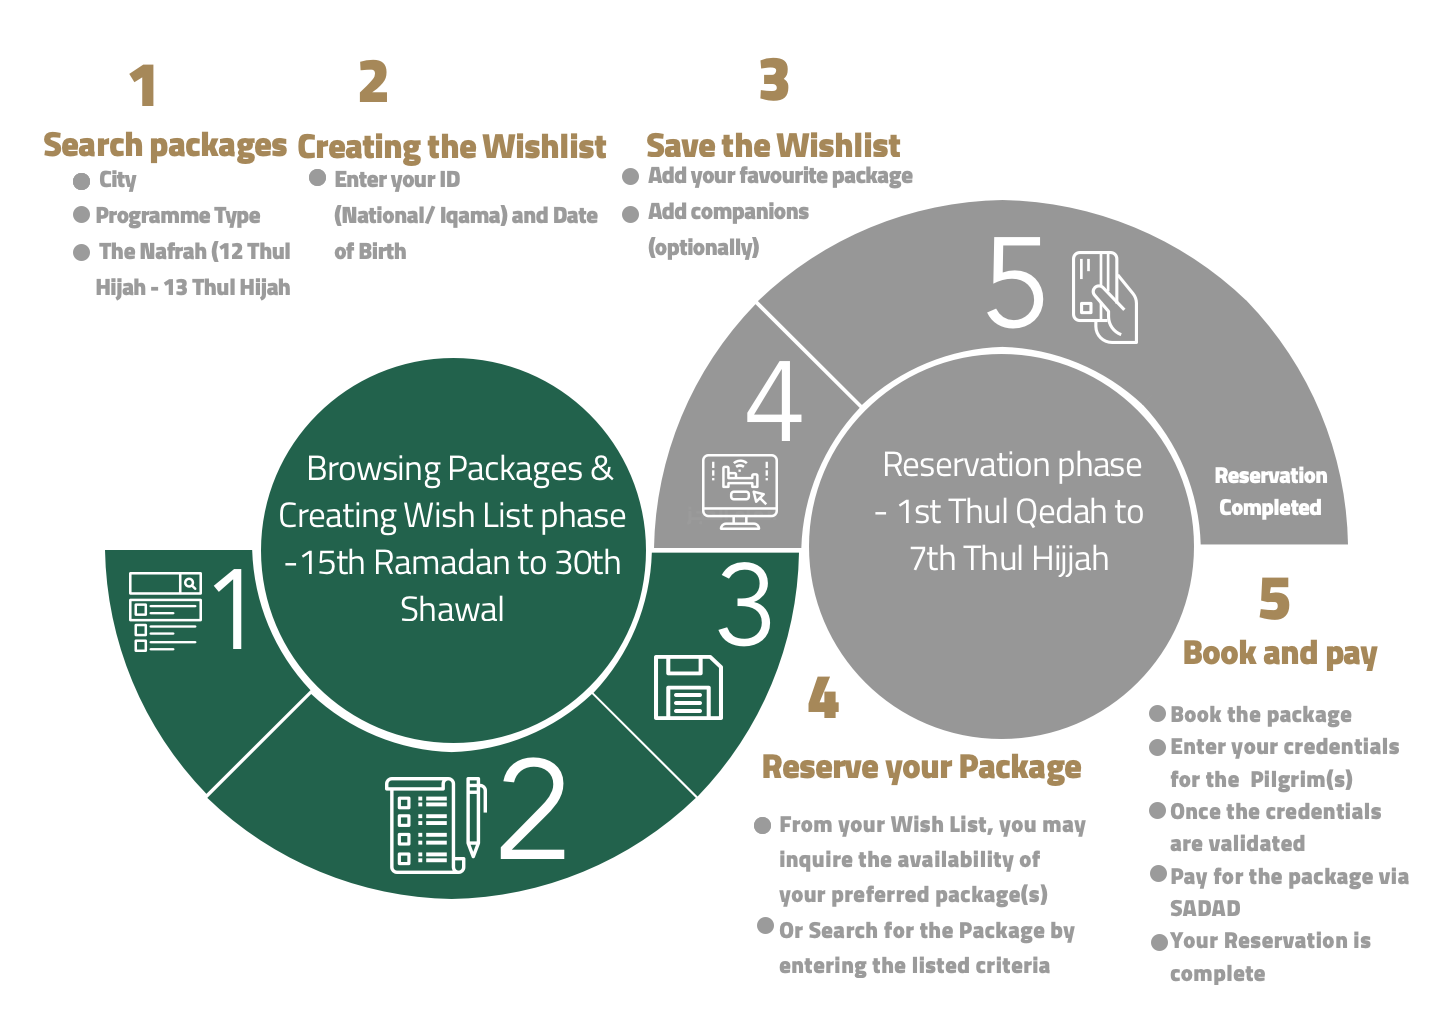 1
Search packages
City
Programme Type
The Nafrah (12 Thul
Hijah - 13 Thul Hijah
2
Creating the Wishlist
Enter your ID
(National/ Iqama) and Date
of Birth
3
Save the Wishlist
Add your favourite package
Add companions
(optionally)
Browsing Packages &
Creating Wish List phase
-15th Ramadan to 30th
Shawal
1
2
3
4
5
Reservation phase
- 1st Thul Qedah to
7th Thul Hijjah
Reservation
Completed
4
Reserve your Package
From your Wish List, you may
inquire the availability of
your preferred package(s)
Or Search for the Package by
entering the listed criteria
5
Book and pay
Book the package
Enter your credentials
for the Pilgrim(s)
Once the credentials
are validated
Pay for the package via
SADAD
Your Reservation is
complete